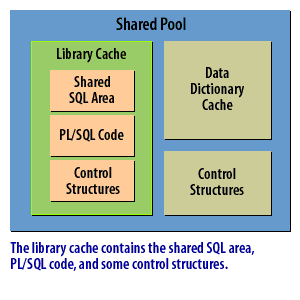 Shared Pool
Library Cache
Shared
SQL Area
PL/SQL Code
Control
Structures
Data
Dictionary
Cache
Control
Structures
The library cache contains the shared SQL area,
PL/SQL code, and some control structures.